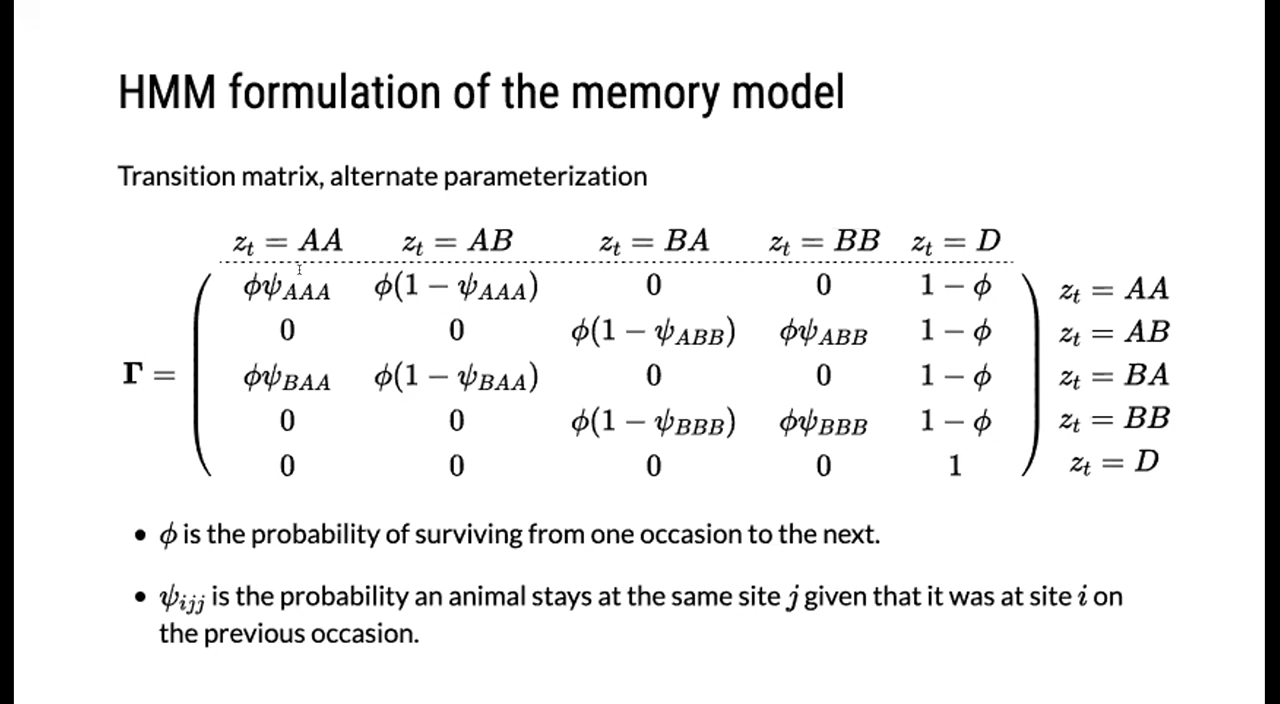 HMM formulation of the memory model
Transition matrix, alternate parameterization
z_t = AA z_t = AB z_t = BA z_t = BB z_t = D
ϕψ_AAA ϕ(1 − ψ_AAA) 0 0 1 − ϕ z_t = AA
0 0 ϕ(1 − ψ_ABB) ϕψ_ABB 1 − ϕ z_t = AB
Γ = ϕψ_BAA ϕ(1 − ψ_BAA) 0 0 1 − ϕ z_t = BA
0 0 ϕ(1 − ψ_BBB) ϕψ_BBB 1 − ϕ z_t = BB
0 0 0 0 1 z_t = D
• ϕ is the probability of surviving from one occasion to the next.
• ψ_ijj is the probability an animal stays at the same site j given that it was at site i on
the previous occasion.